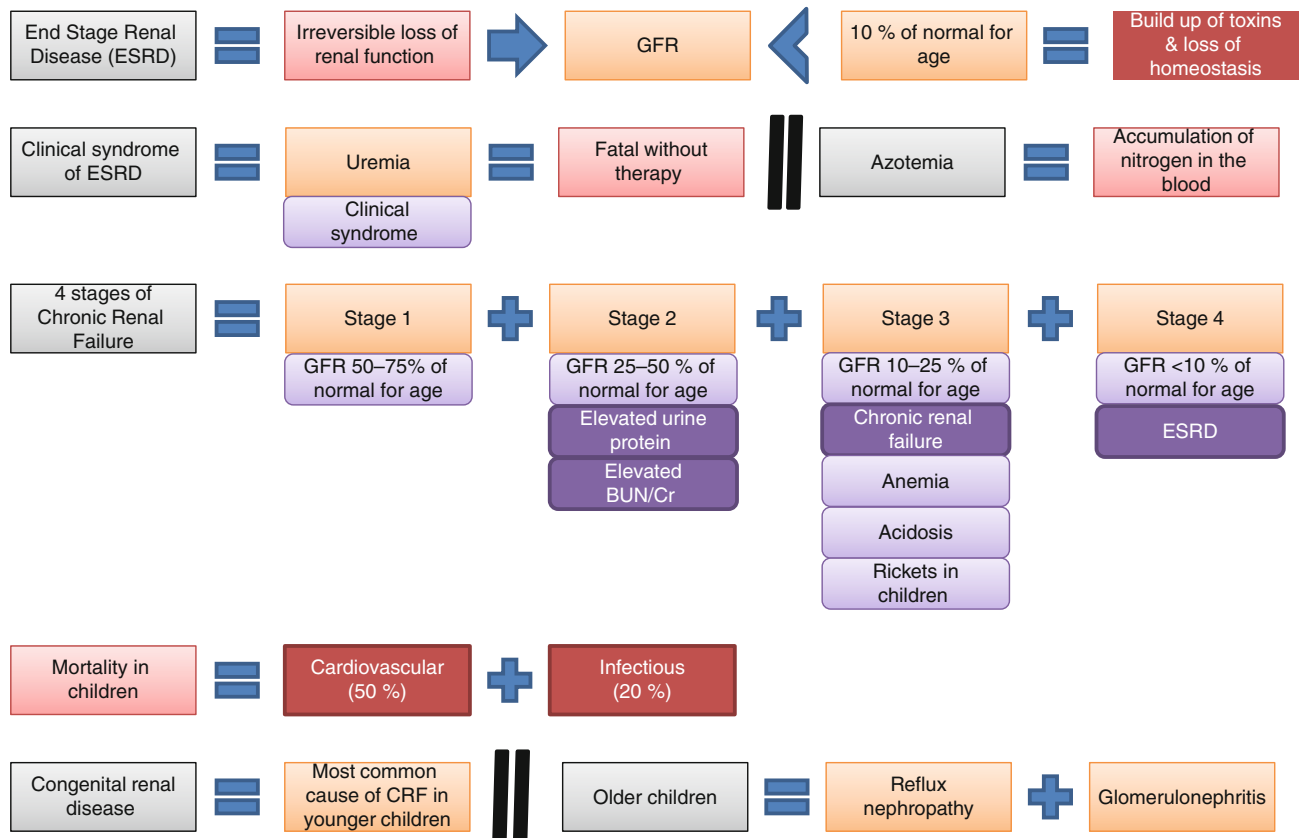 End Stage Renal
Disease (ESRD)
Irreversible loss of
renal function
GFR
10 % of normal for
age
Build up of toxins
& loss of
homeostasis
Clinical syndrome
of ESRD
Uremia
Clinical
syndrome
Fatal without
therapy
Azotemia
Accumulation of
nitrogen in the
blood
4 stages of
Chronic Renal
Failure
Stage 1
GFR 50–75% of
normal for age
Stage 2
GFR 25–50 % of
normal for age
Elevated urine
protein
Elevated
BUN/Cr
Stage 3
GFR 10–25 % of
normal for age
Chronic renal
failure
Anemia
Acidosis
Rickets in
children
Stage 4
GFR <10 % of
normal for age
ESRD
Mortality in
children
Cardiovascular
(50 %)
Infectious
(20 %)
Congenital renal
disease
Most common
cause of CRF in
younger children
Older children
Reflux
nephropathy
Glomerulonephritis